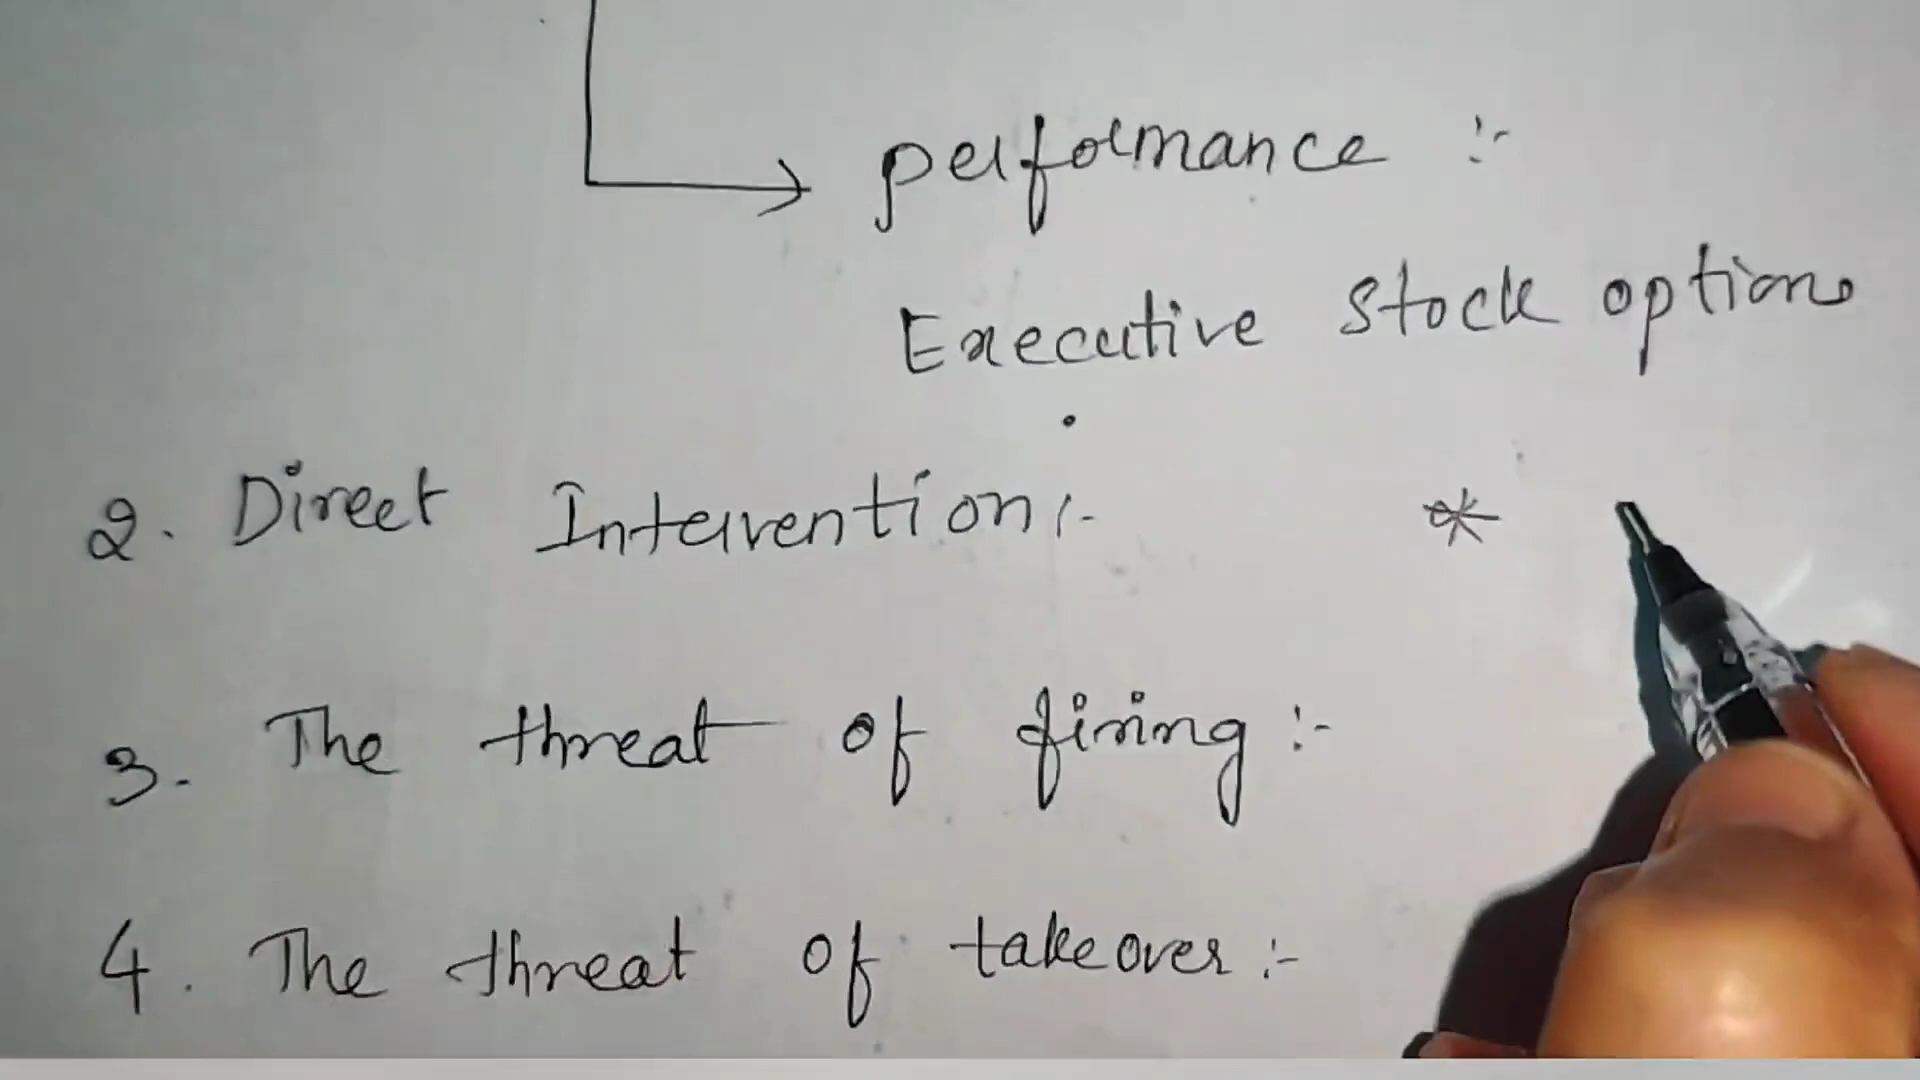 performance :-
Executive stock options
2. Direct Intervention :- *
3. The threat of firing :-
4. The threat of takeover :-